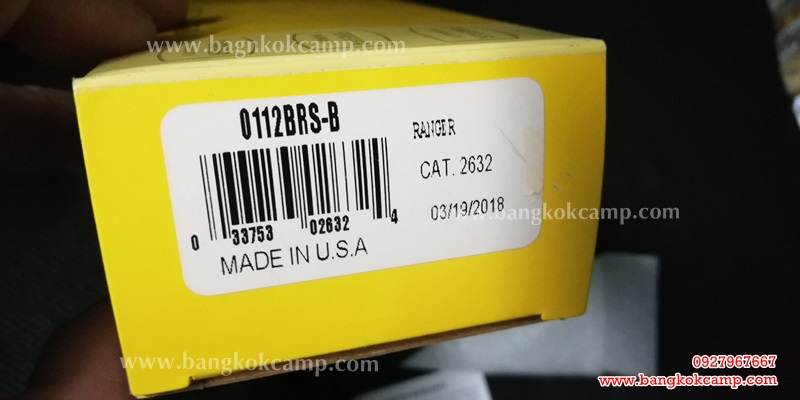 www.bagnkokcamp.com
0112BRS-B
RANGER
CAT. 2632
03/19/2018
0 33753 02632 4
MADE IN U.S.A
www.bangkokcamp.com
www.bangkokcamp.com
0927967667
www.bangkokcamp.com